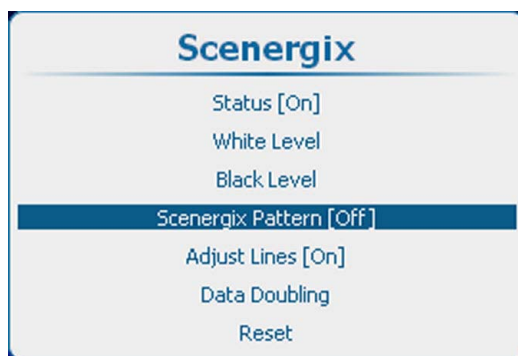 Scenergix
Status [On]
White Level
Black Level
Scenergix Pattern [Off]
Adjust Lines [On]
Data Doubling
Reset